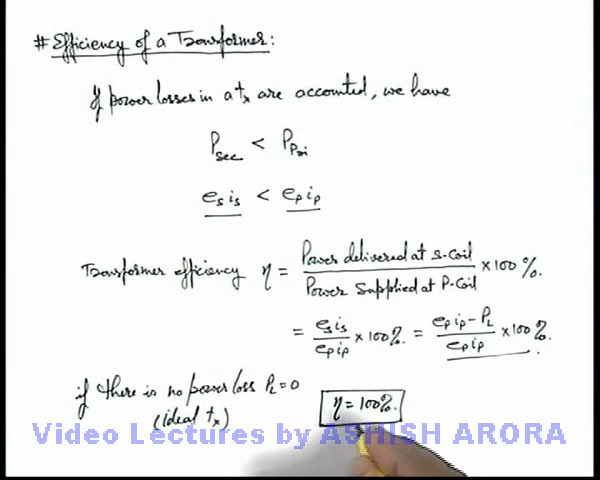 # Efficiency of a Transformer:
If power losses in a tx are accounted, we have
Psec < Ppri
es is < ep ip
Transformer efficiency η = Power delivered at S-Coil / Power Supplied at P-Coil × 100 %.
= es is / ep ip × 100%. = ep ip - PL / ep ip × 100%.
if there is no power loss PL = 0
(ideal tx)
η = 100%.
Video Lectures by ASHISH ARORA